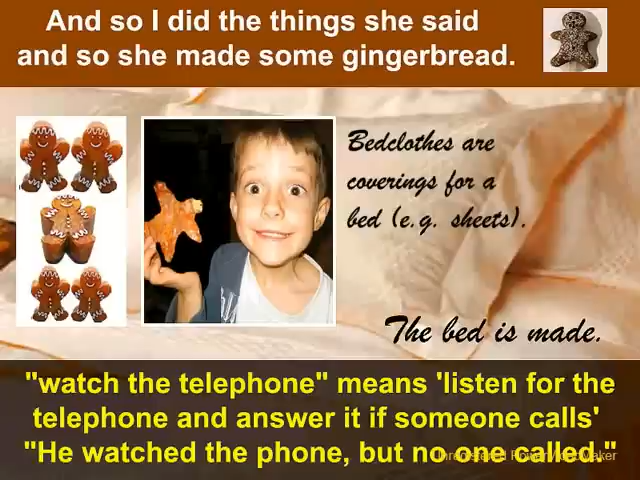 And so I did the things she said
and so she made some gingerbread.
Bedclothes are
coverings for a
bed (e.g. sheets).
The bed is made.
"watch the telephone" means 'listen for the
telephone and answer it if someone calls'
"He watched the phone, but no one called."